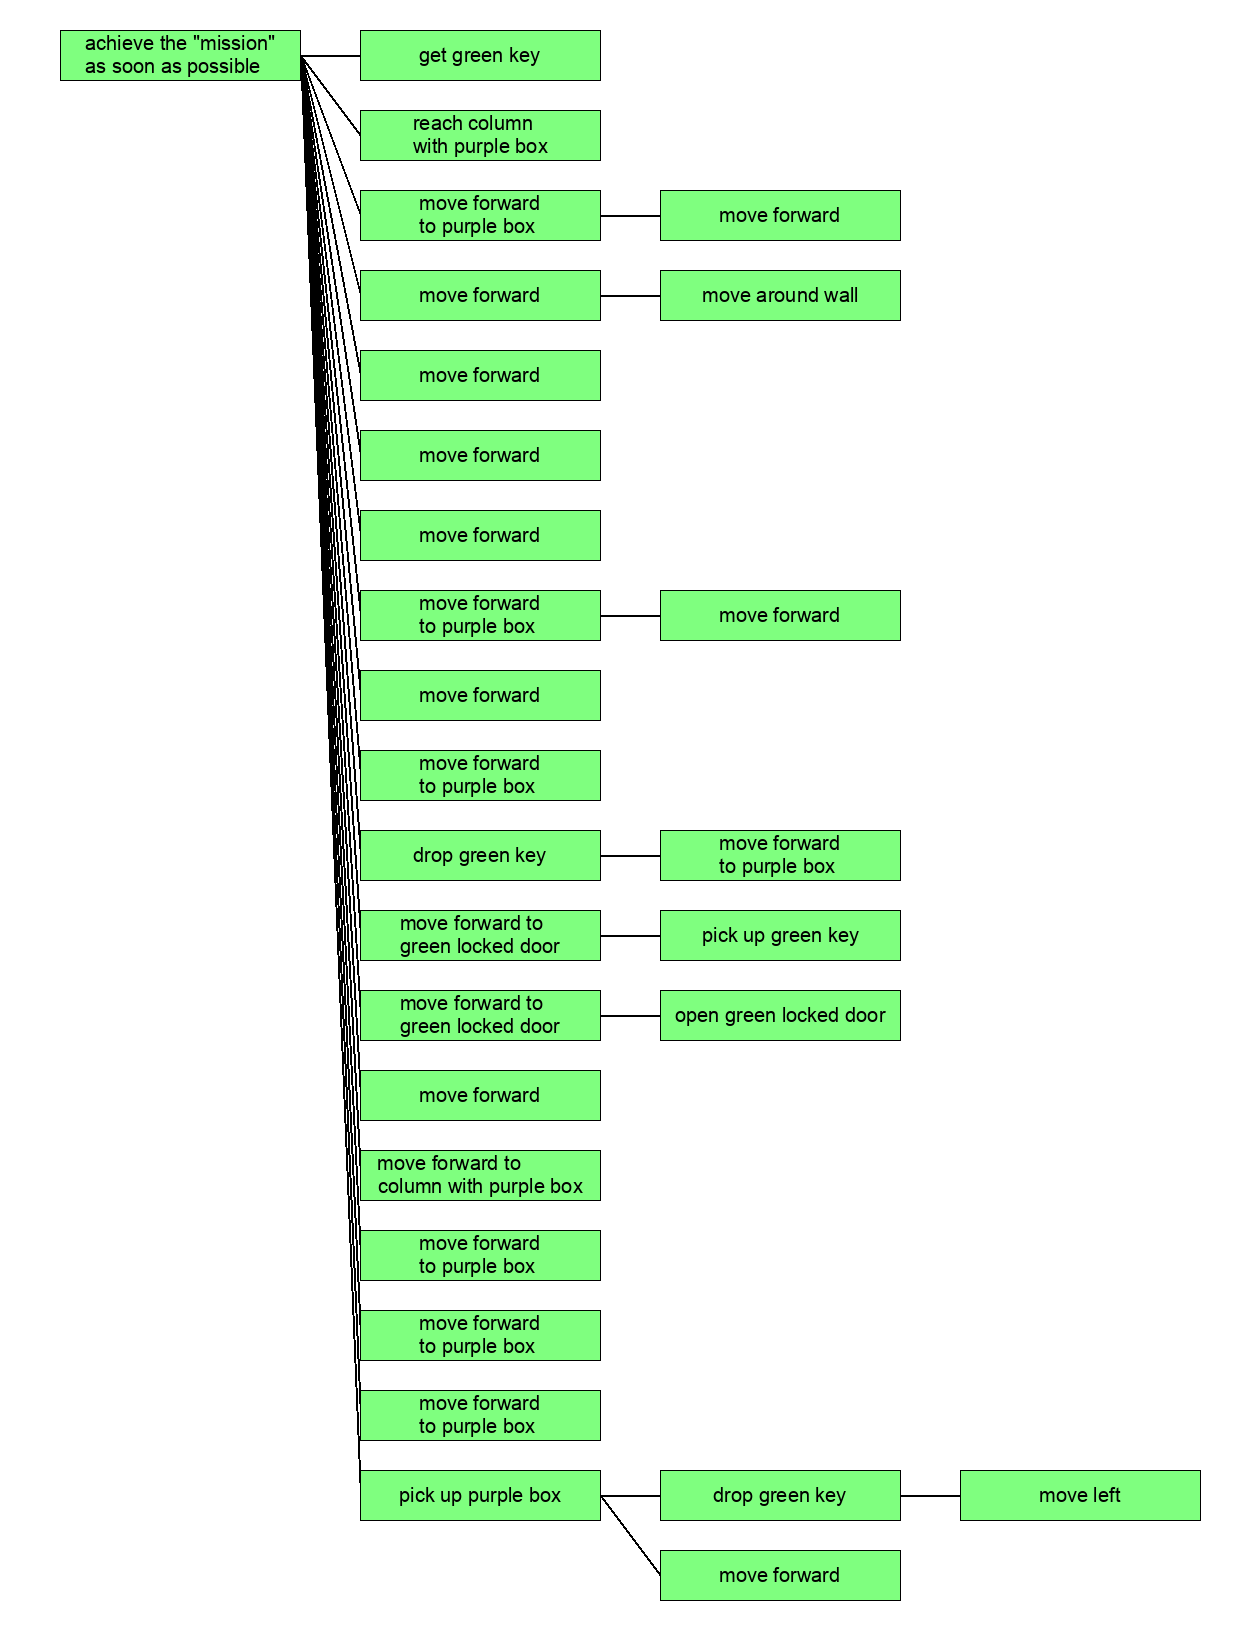 achieve the "mission"
as soon as possible
get green key
reach column
with purple box
move forward
to purple box
move forward
move forward
move around wall
move forward
move forward
move forward
move forward
to purple box
move forward
move forward
move forward
to purple box
drop green key
move forward
to purple box
move forward to
green locked door
pick up green key
move forward to
green locked door
open green locked door
move forward
move forward to
column with purple box
move forward
to purple box
move forward
to purple box
move forward
to purple box
pick up purple box
drop green key
move left
move forward